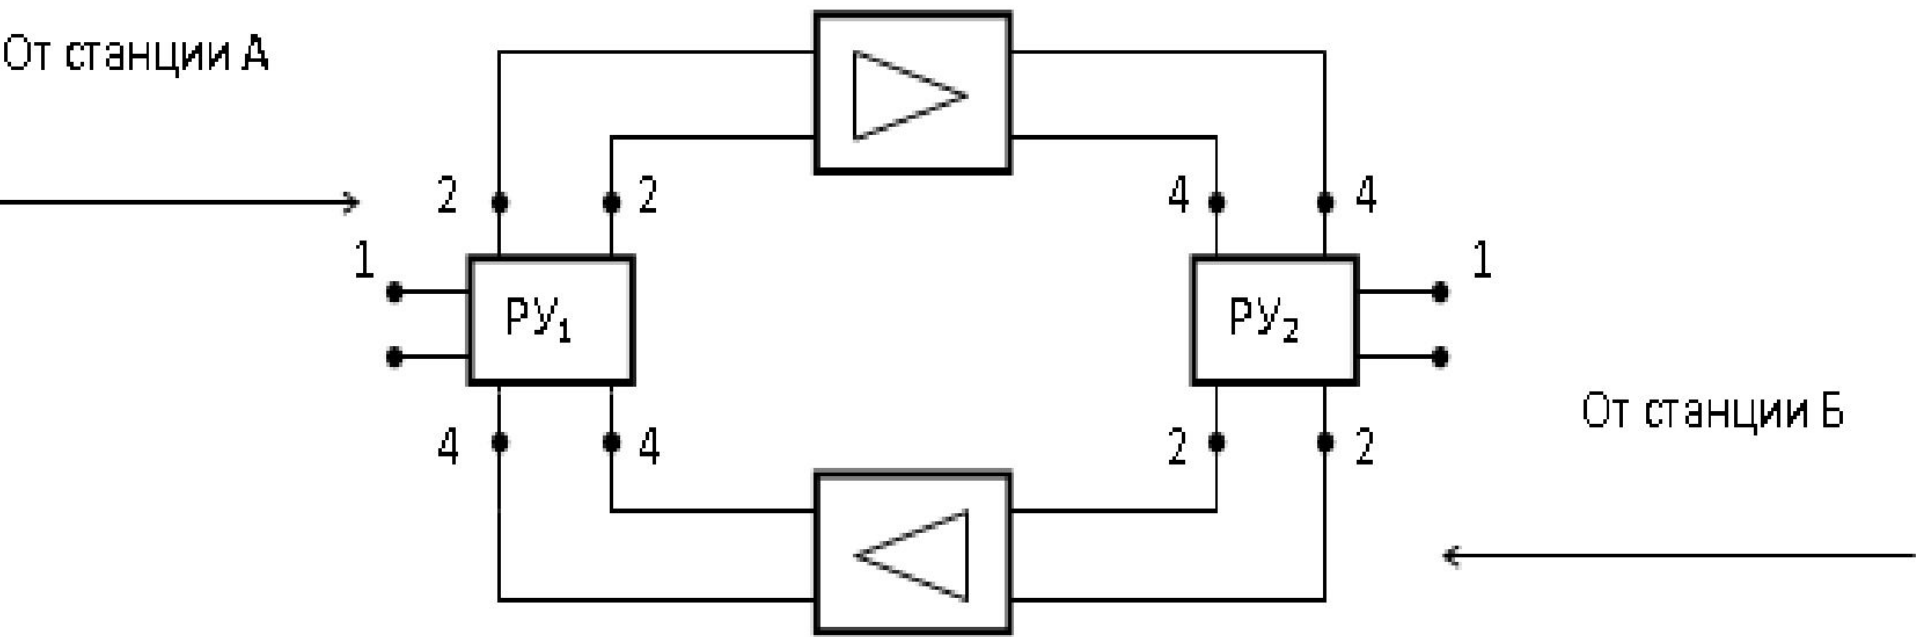 От станции А
2 2 4 4
1 1
РУ1 РУ2
4 4 2 2
От станции Б